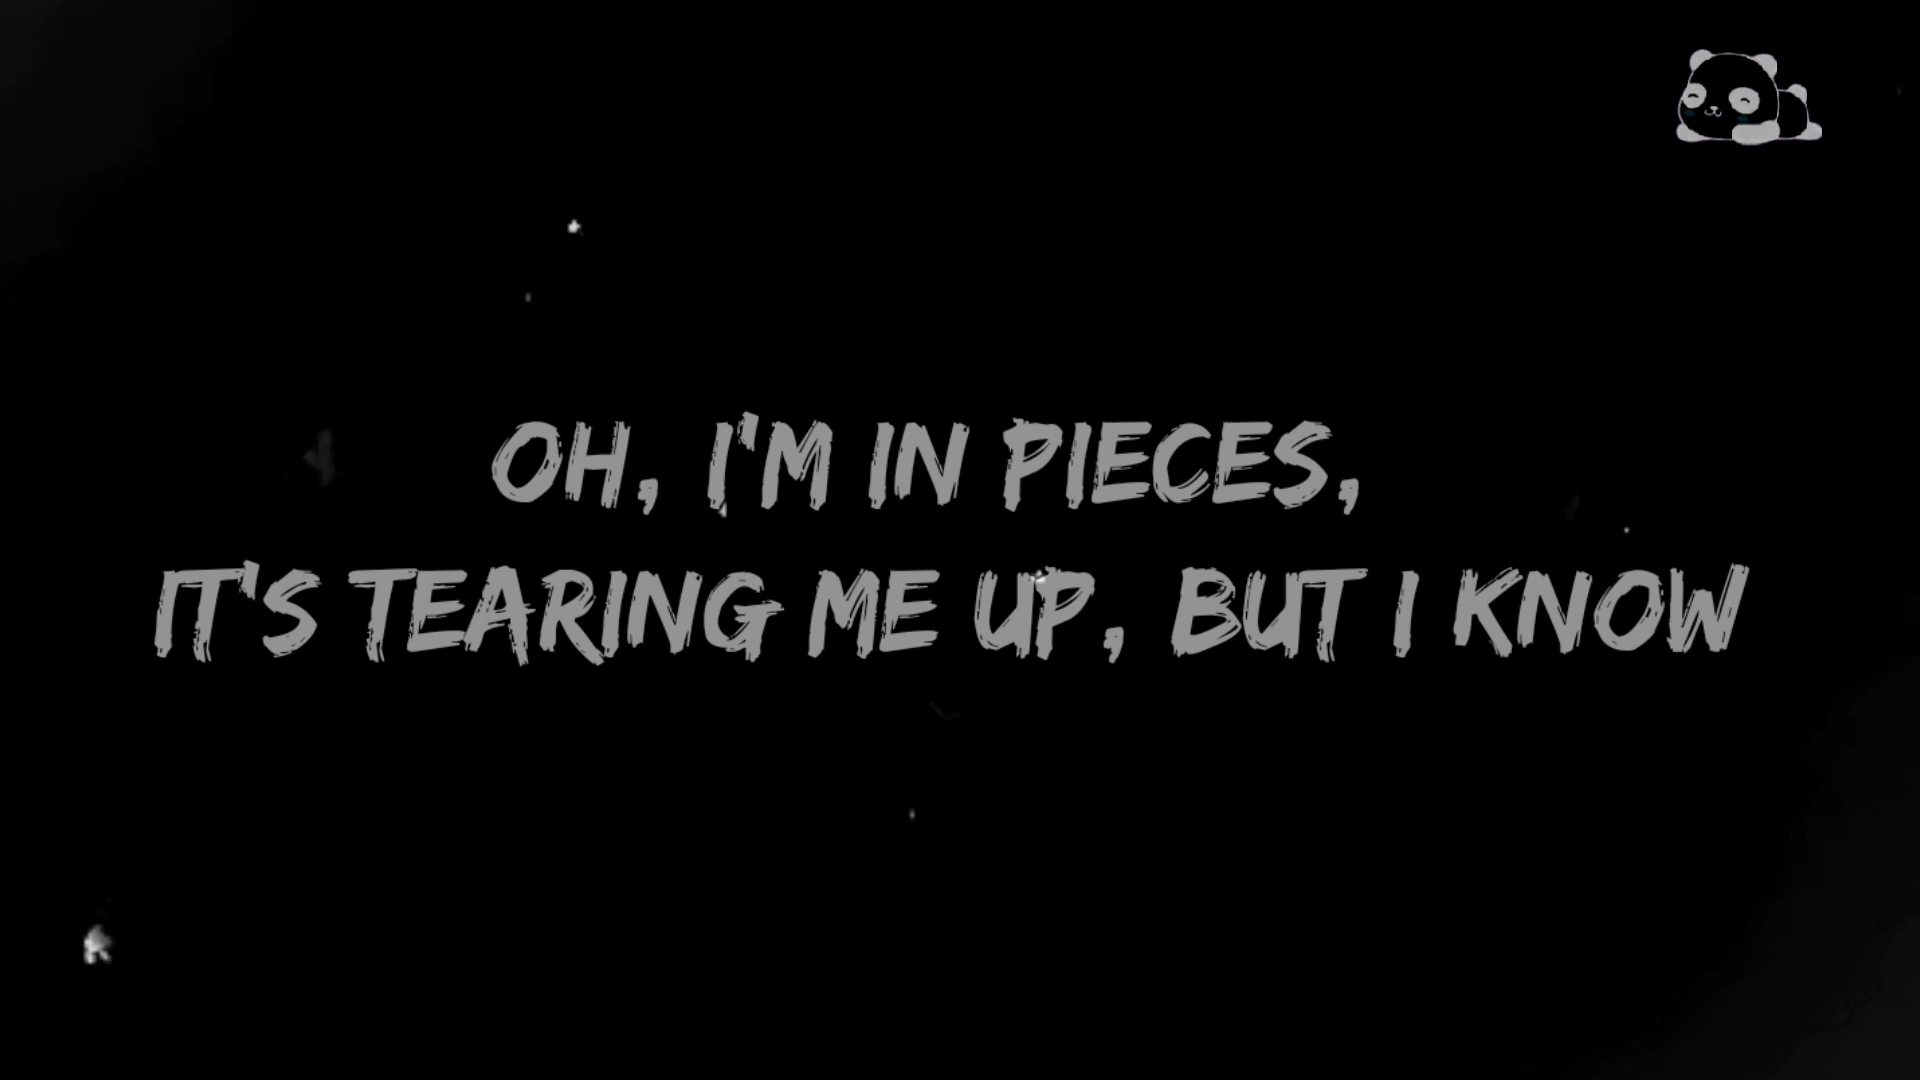 OH, I'M IN PIECES,
IT'S TEARING ME UP, BUT I KNOW